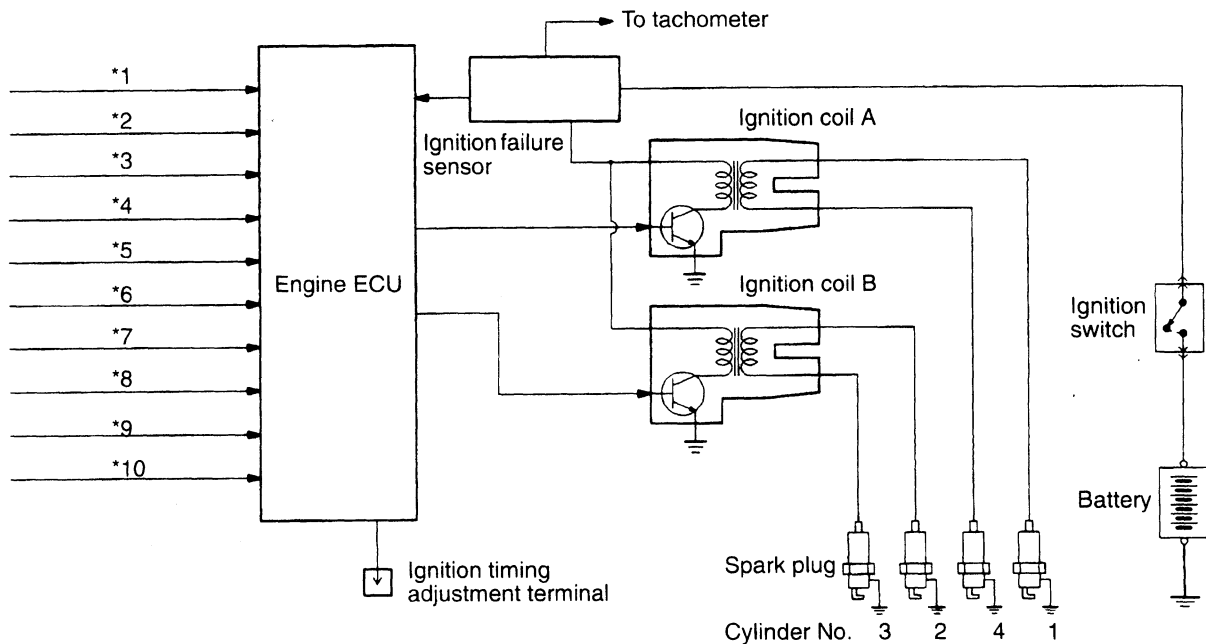 To tachometer
*1
*2
*3
*4
*5
*6
*7
*8
*9
*10
Engine ECU
Ignition failure
sensor
Ignition coil A
Ignition coil B
Ignition
switch
Battery
Ignition timing
adjustment terminal
Spark plug
Cylinder No. 3 2 4 1